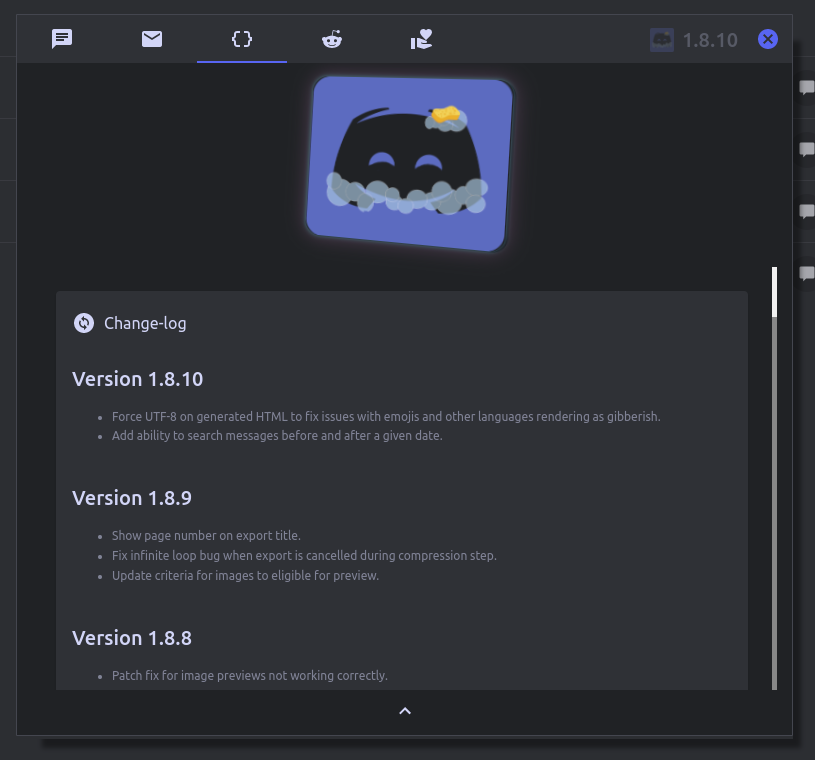 1.8.10
Change-log
Version 1.8.10
Force UTF-8 on generated HTML to fix issues with emojis and other languages rendering as gibberish.
Add ability to search messages before and after a given date.
Version 1.8.9
Show page number on export title.
Fix infinite loop bug when export is cancelled during compression step.
Update criteria for images to eligible for preview.
Version 1.8.8
Patch fix for image previews not working correctly.